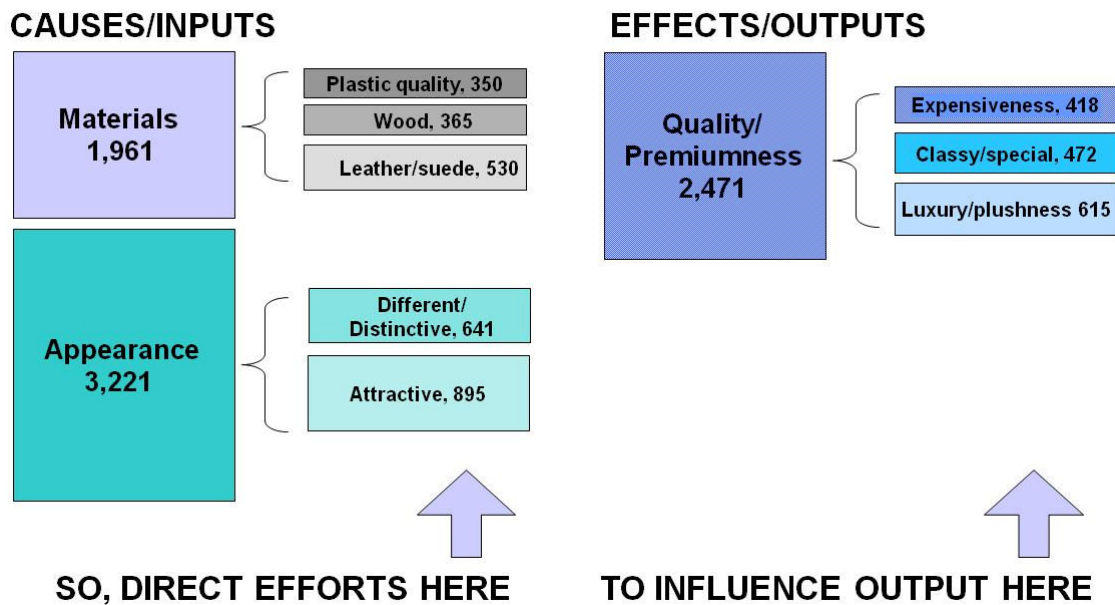 CAUSES/INPUTS
Materials
1,961
Plastic quality, 350
Wood, 365
Leather/suede, 530
Appearance
3,221
Different/
Distinctive, 641
Attractive, 895
SO, DIRECT EFFORTS HERE
EFFECTS/OUTPUTS
Quality/
Premiumness
2,471
Expensiveness, 418
Classy/special, 472
Luxury/plushness 615
TO INFLUENCE OUTPUT HERE